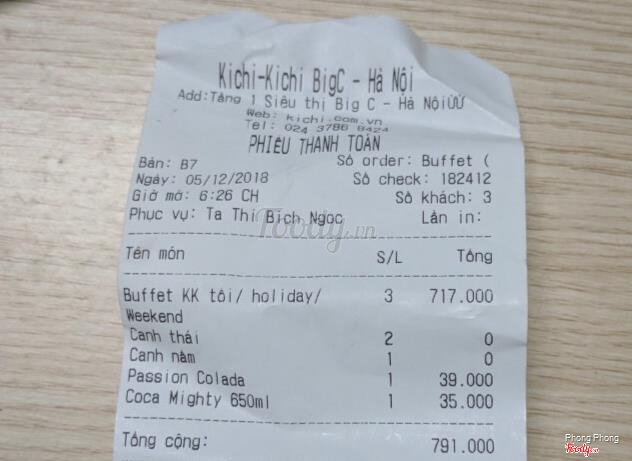 Kichi-Kichi BigC - Hà Nội
Add:Tầng 1 Siêu thị Big C - Hà NộiỬỨ
Web: kichi.com.vn
Tel: 024 3786 8424
PHIẾU THANH TOÁN
Bàn: B7 Số order: Buffet (
Ngày: 05/12/2018 Số check: 182412
Giờ mở: 6:26 CH Số khách: 3
Phục vụ: Tạ Thị Bích Ngọc Lần in:
Foody.vn
Tên món S/L Tổng
Buffet KK tối/ holiday/ 3 717.000
Weekend
Canh thái 2 0
Canh nấm 1 0
Passion Colada 1 39.000
Coca Mighty 650ml 1 35.000
Tổng cộng: 791.000
Phong Phong
Foody.vn